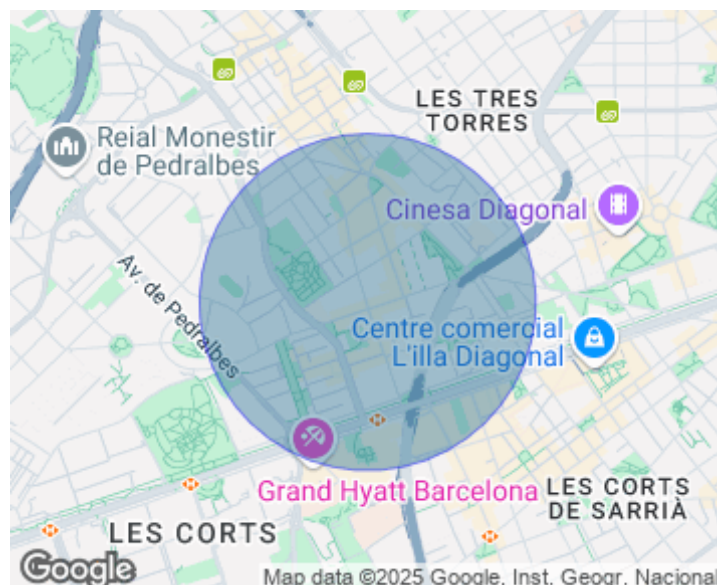 LES TRES
TORRES
Reial Monestir
de Pedralbes
Cinesa Diagonal
Av. de Pedralbes
Centre comercial
L'illa Diagonal
Grand Hyatt Barcelona
LES CORTS
DE SARRIÀ
LES CORTS
Google
Map data ©2025 Google, Inst. Geogr. Nacional